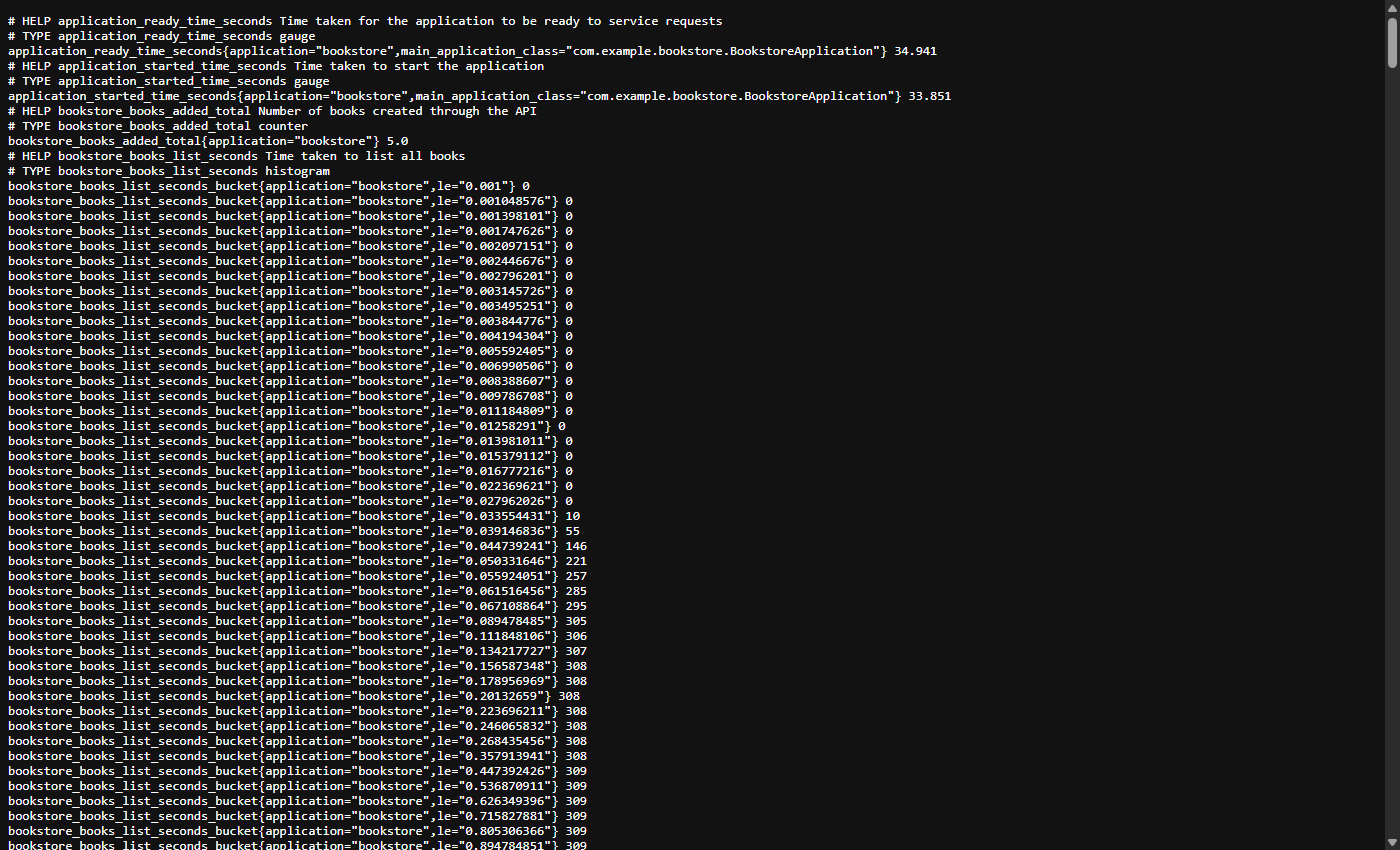 # HELP application_ready_time_seconds Time taken for the application to be ready to service requests
# TYPE application_ready_time_seconds gauge
application_ready_time_seconds{application="bookstore",main_application_class="com.example.bookstore.BookstoreApplication"} 34.941
# HELP application_started_time_seconds Time taken to start the application
# TYPE application_started_time_seconds gauge
application_started_time_seconds{application="bookstore",main_application_class="com.example.bookstore.BookstoreApplication"} 33.851
# HELP bookstore_books_added_total Number of books created through the API
# TYPE bookstore_books_added_total counter
bookstore_books_added_total{application="bookstore"} 5.0
# HELP bookstore_books_list_seconds Time taken to list all books
# TYPE bookstore_books_list_seconds histogram
bookstore_books_list_seconds_bucket{application="bookstore",le="0.001"} 0
bookstore_books_list_seconds_bucket{application="bookstore",le="0.001048576"} 0
bookstore_books_list_seconds_bucket{application="bookstore",le="0.001398101"} 0
bookstore_books_list_seconds_bucket{application="bookstore",le="0.001747626"} 0
bookstore_books_list_seconds_bucket{application="bookstore",le="0.002097151"} 0
bookstore_books_list_seconds_bucket{application="bookstore",le="0.002446676"} 0
bookstore_books_list_seconds_bucket{application="bookstore",le="0.002796201"} 0
bookstore_books_list_seconds_bucket{application="bookstore",le="0.003145726"} 0
bookstore_books_list_seconds_bucket{application="bookstore",le="0.003495251"} 0
bookstore_books_list_seconds_bucket{application="bookstore",le="0.003844776"} 0
bookstore_books_list_seconds_bucket{application="bookstore",le="0.004194304"} 0
bookstore_books_list_seconds_bucket{application="bookstore",le="0.005592405"} 0
bookstore_books_list_seconds_bucket{application="bookstore",le="0.006990506"} 0
bookstore_books_list_seconds_bucket{application="bookstore",le="0.008388607"} 0
bookstore_books_list_seconds_bucket{application="bookstore",le="0.009786708"} 0
bookstore_books_list_seconds_bucket{application="bookstore",le="0.011184809"} 0
bookstore_books_list_seconds_bucket{application="bookstore",le="0.01258291"} 0
bookstore_books_list_seconds_bucket{application="bookstore",le="0.013981011"} 0
bookstore_books_list_seconds_bucket{application="bookstore",le="0.015379112"} 0
bookstore_books_list_seconds_bucket{application="bookstore",le="0.016777216"} 0
bookstore_books_list_seconds_bucket{application="bookstore",le="0.022369621"} 0
bookstore_books_list_seconds_bucket{application="bookstore",le="0.027962026"} 0
bookstore_books_list_seconds_bucket{application="bookstore",le="0.033554431"} 10
bookstore_books_list_seconds_bucket{application="bookstore",le="0.039146836"} 55
bookstore_books_list_seconds_bucket{application="bookstore",le="0.044739241"} 146
bookstore_books_list_seconds_bucket{application="bookstore",le="0.050331646"} 221
bookstore_books_list_seconds_bucket{application="bookstore",le="0.055924051"} 257
bookstore_books_list_seconds_bucket{application="bookstore",le="0.061516456"} 285
bookstore_books_list_seconds_bucket{application="bookstore",le="0.067108864"} 295
bookstore_books_list_seconds_bucket{application="bookstore",le="0.089478485"} 305
bookstore_books_list_seconds_bucket{application="bookstore",le="0.111848106"} 306
bookstore_books_list_seconds_bucket{application="bookstore",le="0.134217727"} 307
bookstore_books_list_seconds_bucket{application="bookstore",le="0.156587348"} 308
bookstore_books_list_seconds_bucket{application="bookstore",le="0.178956969"} 308
bookstore_books_list_seconds_bucket{application="bookstore",le="0.20132659"} 308
bookstore_books_list_seconds_bucket{application="bookstore",le="0.223696211"} 308
bookstore_books_list_seconds_bucket{application="bookstore",le="0.246065832"} 308
bookstore_books_list_seconds_bucket{application="bookstore",le="0.268435456"} 308
bookstore_books_list_seconds_bucket{application="bookstore",le="0.357913941"} 308
bookstore_books_list_seconds_bucket{application="bookstore",le="0.447392426"} 309
bookstore_books_list_seconds_bucket{application="bookstore",le="0.536870911"} 309
bookstore_books_list_seconds_bucket{application="bookstore",le="0.626349396"} 309
bookstore_books_list_seconds_bucket{application="bookstore",le="0.715827881"} 309
bookstore_books_list_seconds_bucket{application="bookstore",le="0.805306366"} 309
bookstore_books_list_seconds_bucket{application="bookstore",le="0.894784851"} 309